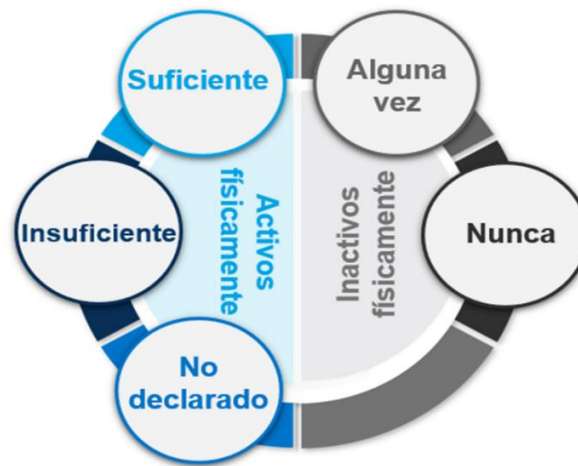 Suficiente
Alguna
vez
Insuficiente
Activos
físicamente
Inactivos
físicamente
Nunca
No
declarado